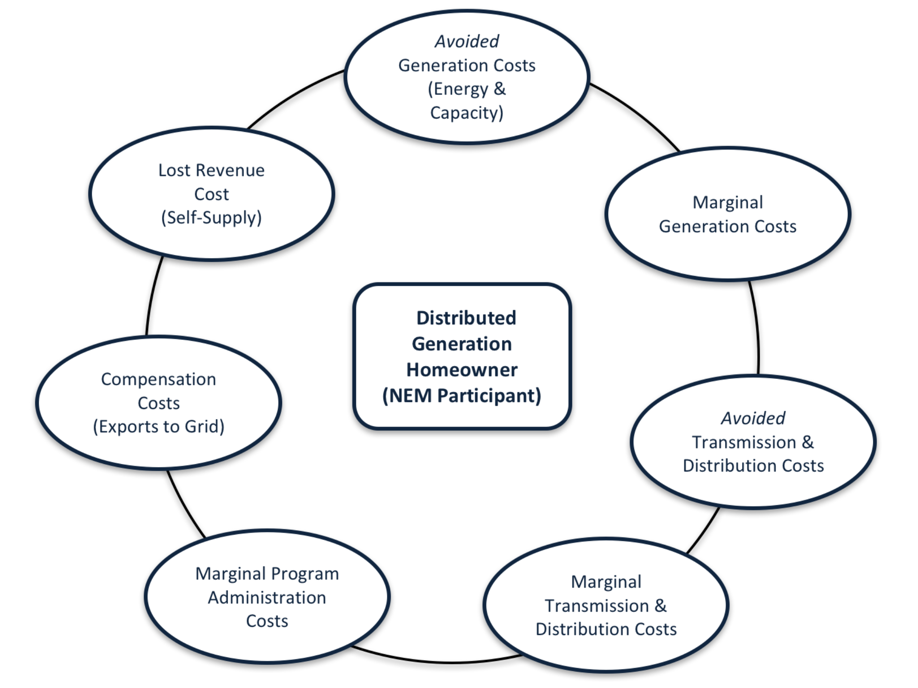 Avoided
Generation Costs
(Energy &
Capacity)
Marginal
Generation Costs
Avoided
Transmission &
Distribution Costs
Marginal
Transmission &
Distribution Costs
Marginal Program
Administration
Costs
Compensation
Costs
(Exports to Grid)
Lost Revenue
Cost
(Self-Supply)
Distributed
Generation
Homeowner
(NEM Participant)